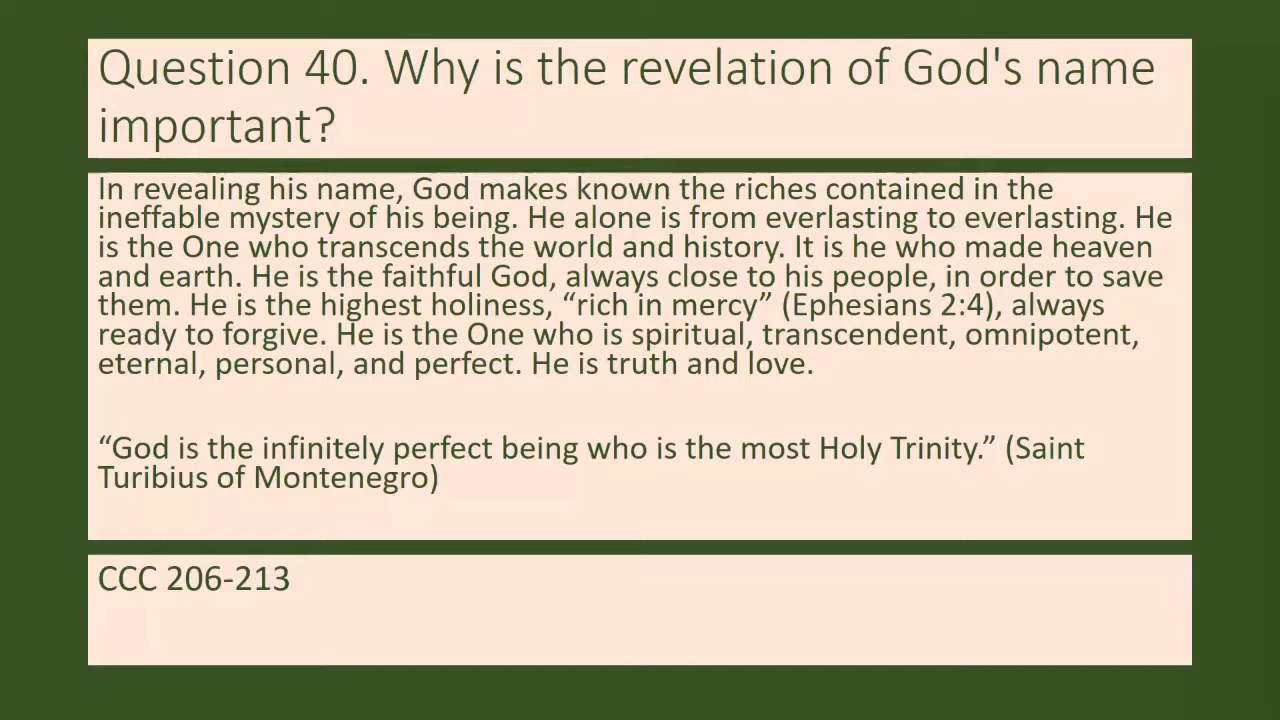 Question 40. Why is the revelation of God's name
important?
In revealing his name, God makes known the riches contained in the
ineffable mystery of his being. He alone is from everlasting to everlasting. He
is the One who transcends the world and history. It is he who made heaven
and earth. He is the faithful God, always close to his people, in order to save
them. He is the highest holiness, “rich in mercy” (Ephesians 2:4), always
ready to forgive. He is the One who is spiritual, transcendent, omnipotent,
eternal, personal, and perfect. He is truth and love.
“God is the infinitely perfect being who is the most Holy Trinity.” (Saint
Turibius of Montenegro)
CCC 206-213